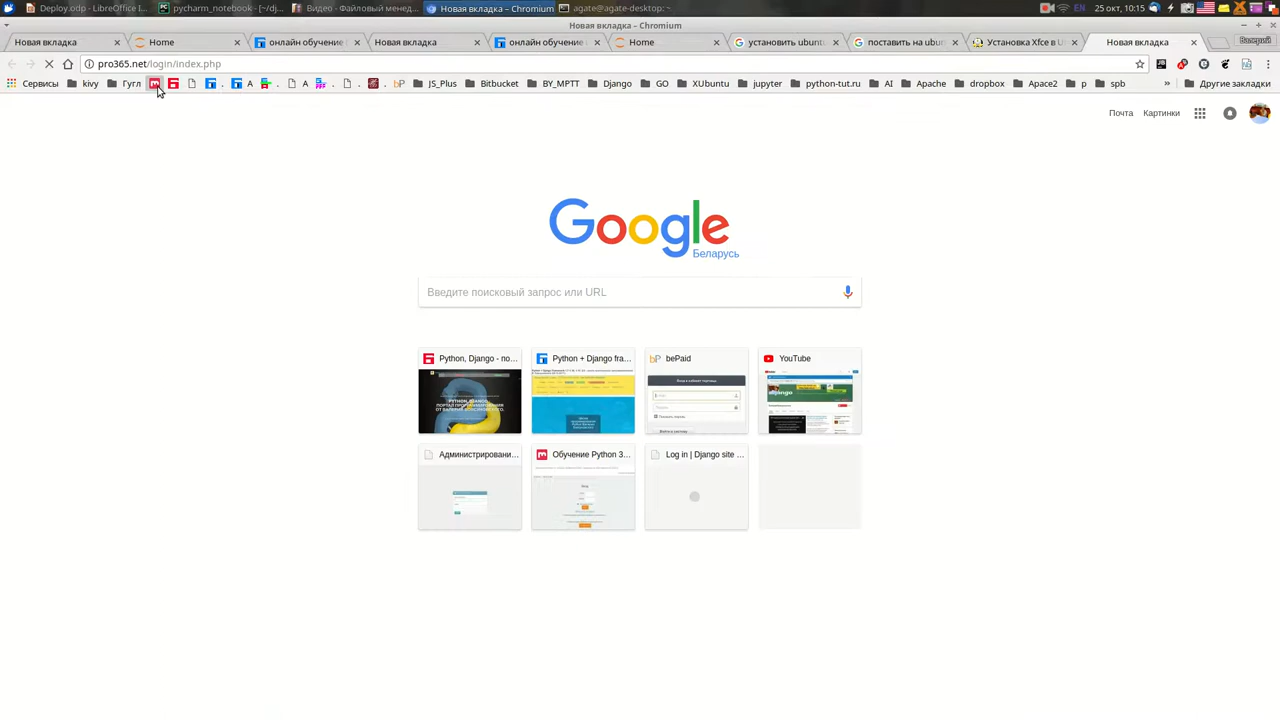 Deploy.odp - LibreOffice I... pycharm_notebook - [~/dj... Видео - Файловый менед... Новая вкладка - Chromium agate@agate-desktop: ~ EN 25 окт, 10:15
Новая вкладка - Chromium
Новая вкладка Home онлайн обучение Новая вкладка онлайн обучение Home установить ubunt поставить на ubun Установка Xfce в U Новая вкладка Валерий
pro365.net/login/index.php
Сервисы kivy Гугл . A A . . JS_Plus Bitbucket BY_MPTT Django GO XUbuntu jupyter python-tut.ru AI Apache dropbox Apace2 p spb » Другие закладки
Почта Картинки
Google
Беларусь
Введите поисковый запрос или URL
Python, Django - по... Python + Django fra... bePaid YouTube
Администрировани... Обучение Python 3... Log in | Django site ...